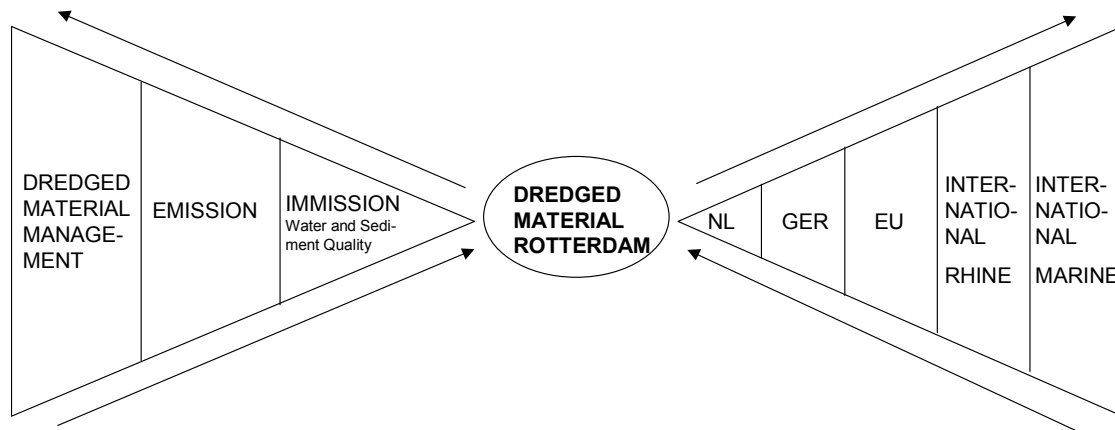 DREDGED
MATERIAL
MANAGE-
MENT
EMISSION
IMMISSION
Water and Sedi-
ment Quality
DREDGED
MATERIAL
ROTTERDAM
NL
GER
EU
INTER-
NATIO-
NAL
RHINE
INTER-
NATIO-
NAL
MARINE